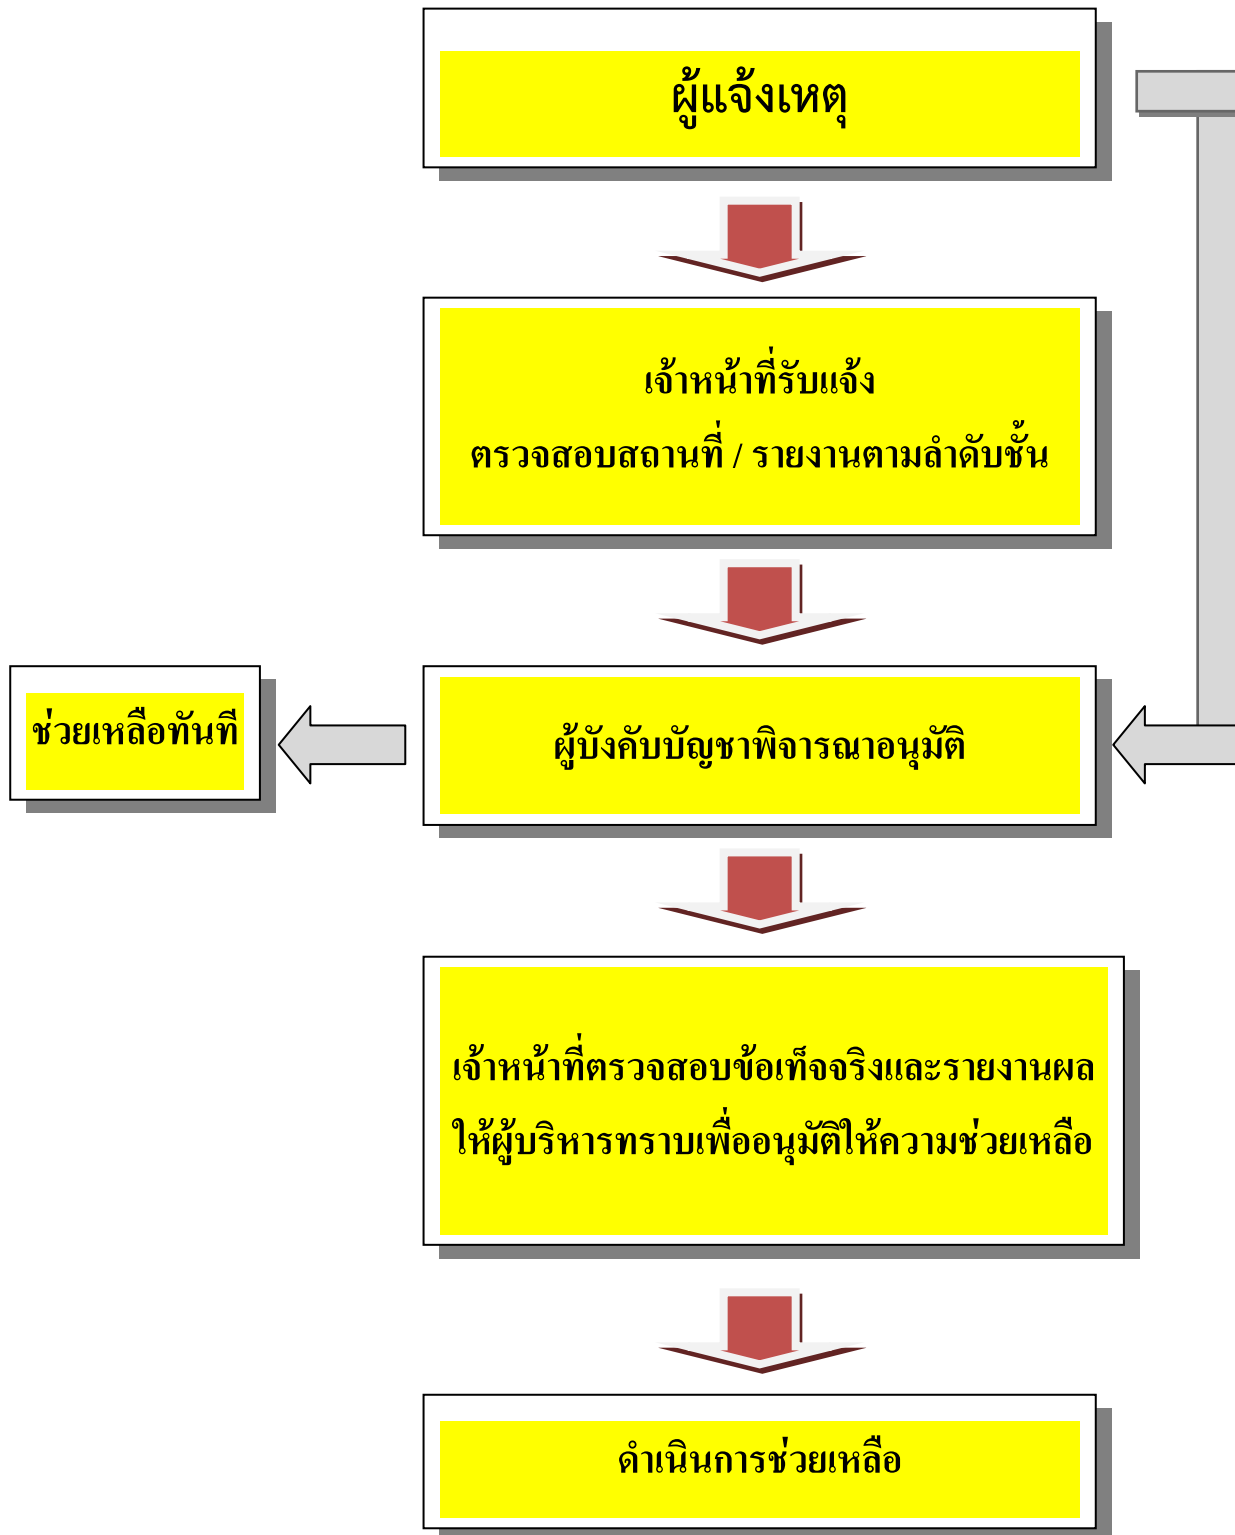 ผู้แจ้งเหตุ
เจ้าหน้าที่รับแจ้ง
ตรวจสอบสถานที่ / รายงานตามลำดับชั้น
ช่วยเหลือทันที
ผู้บังคับบัญชาพิจารณาอนุมัติ
เจ้าหน้าที่ตรวจสอบข้อเท็จจริงและรายงานผล
ให้ผู้บริหารทราบเพื่ออนุมัติให้ความช่วยเหลือ
ดำเนินการช่วยเหลือ